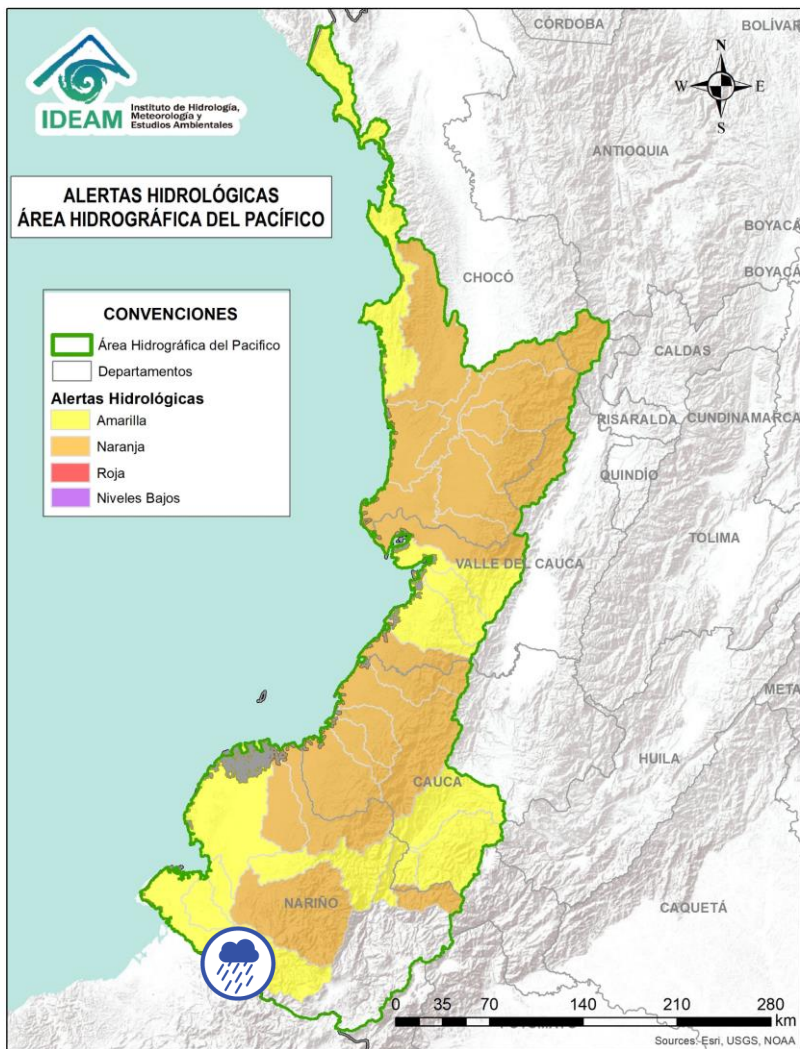 IDEAM
Instituto de Hidrología,
Meteorología y
Estudios Ambientales
ALERTAS HIDROLÓGICAS
ÁREA HIDROGRÁFICA DEL PACÍFICO
CONVENCIONES
Área Hidrográfica del Pacifico
Departamentos
Alertas Hidrológicas
Amarilla
Naranja
Roja
Niveles Bajos
CÓRDOBA
BOLÍVAR
N
W
E
S
ANTIOQUIA
BOYACÁ
CHOCÓ
BOYACÁ
CALDAS
RISARALDA
CUNDINAMARCA
QUINDÍO
TOLIMA
VALLE DEL CAUCA
META
HUILA
CAUCA
NARIÑO
CAQUETÁ
0 35 70 140 210 280
km
Sources: Esri, USGS, NOAA